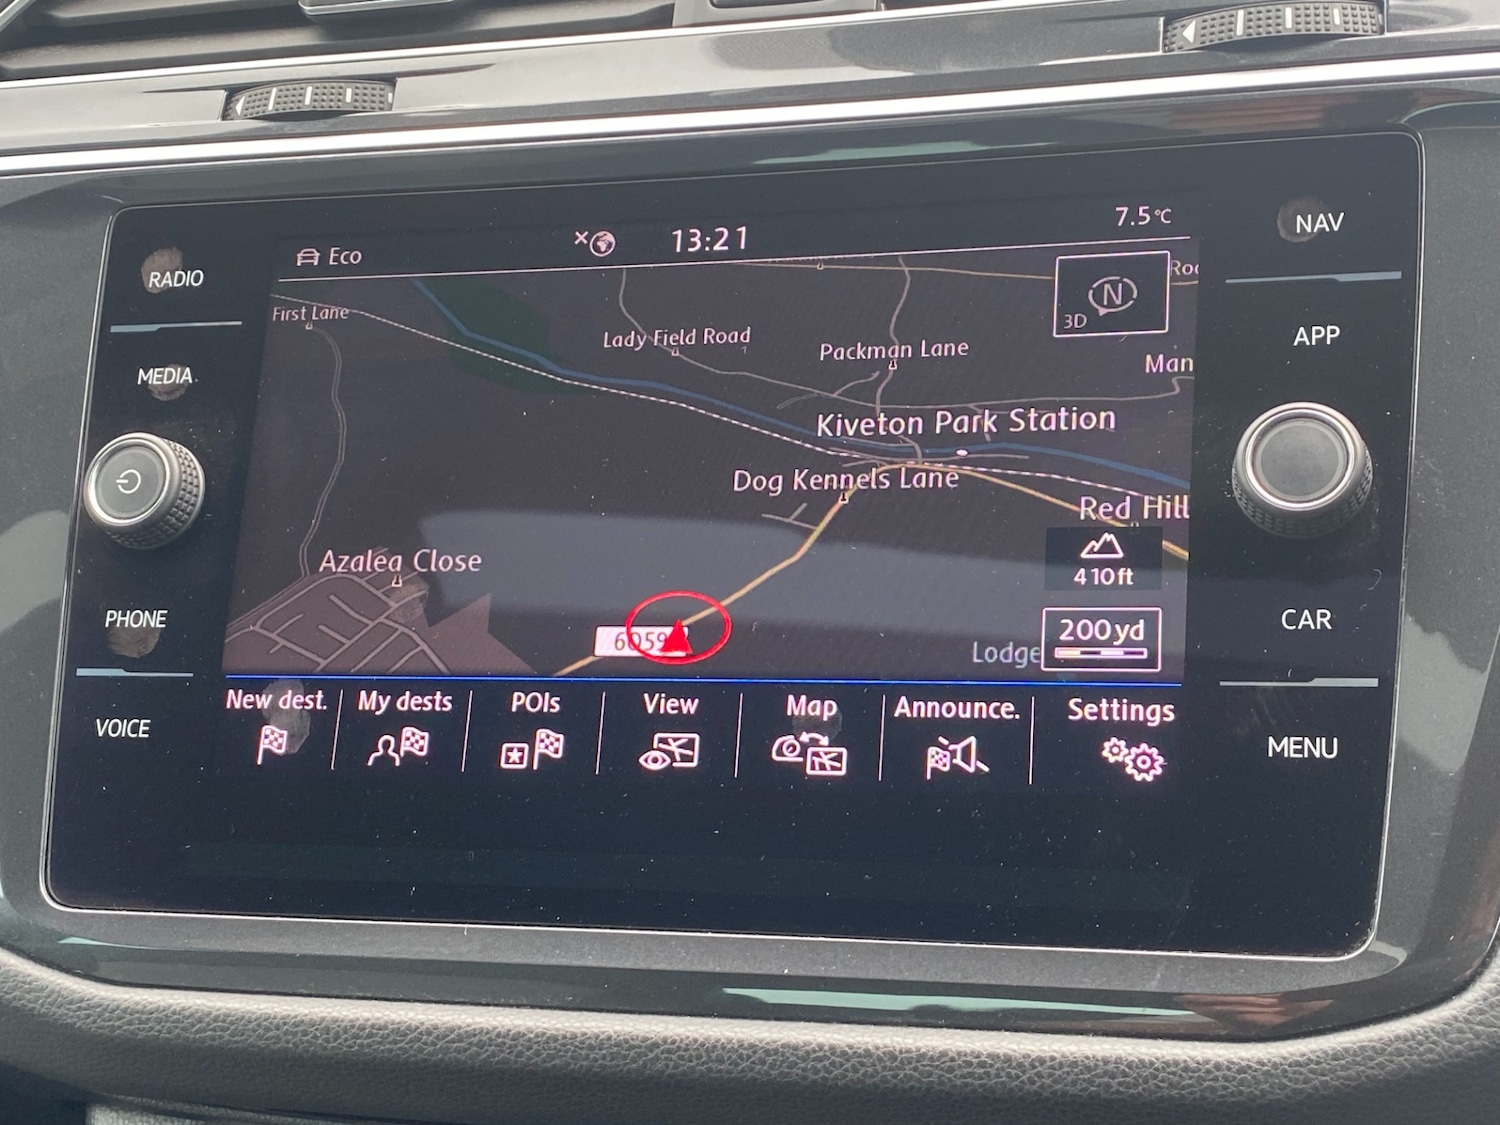 Eco
13:21
7.5°C
RADIO
MEDIA
PHONE
VOICE
NAV
APP
CAR
MENU
First Lane
Lady Field Road
Packman Lane
N
3D
Kiveton Park Station
Dog Kennels Lane
Red Hill
410ft
Azalea Close
6059
200yd
Lodge
New dest.
My dests
POIs
View
Map
Announce.
Settings